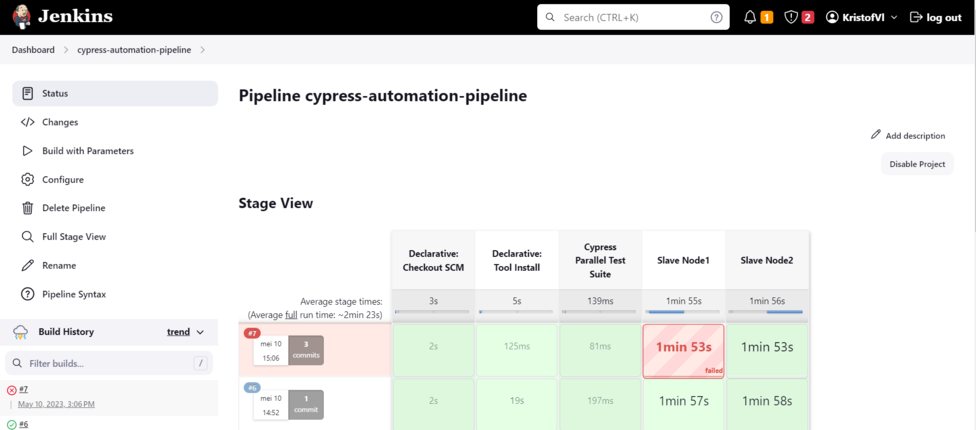 Jenkins
Search (CTRL+K)
?
1
2
KristofVl
log out
Dashboard
cypress-automation-pipeline
Status
Changes
Build with Parameters
Configure
Delete Pipeline
Full Stage View
Rename
Pipeline Syntax
Build History
trend
Filter builds...
/
#7
May 10, 2023, 3:06 PM
#6
Pipeline cypress-automation-pipeline
Add description
Disable Project
Stage View
Declarative:
Checkout SCM
Declarative:
Tool Install
Cypress
Parallel Test
Suite
Slave Node1
Slave Node2
Average stage times:
(Average full run time: ~2min 23s)
3s
5s
139ms
1min 55s
1min 56s
#7
mei 10
15:06
3
commits
2s
125ms
81ms
1min 53s
failed
1min 53s
mei 10
14:52
1
commit
2s
19s
197ms
1min 57s
1min 58s